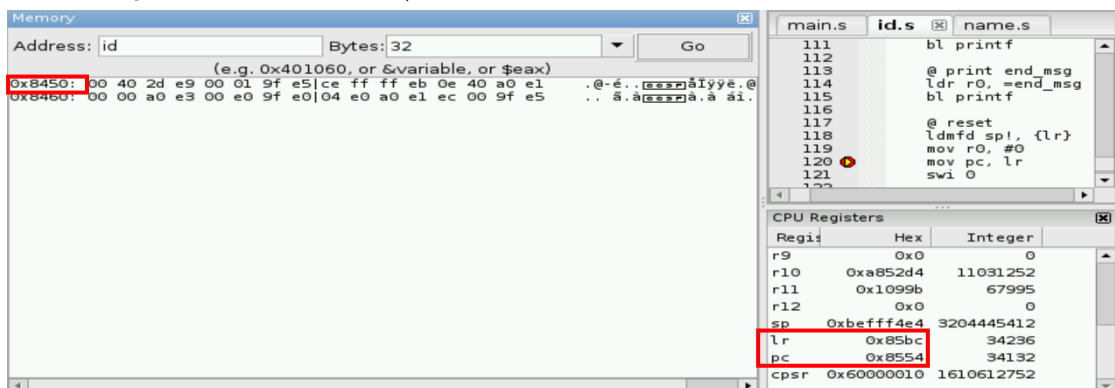 Memory
Address: id Bytes: 32 Go
(e.g. 0x401060, or &variable, or $eax)
0x8450: 00 40 2d e9 00 01 9f e5|ce ff ff eb 0e 40 a0 e1 .@-é.. åÎÿÿë.@
0x8460: 00 00 a0 e3 00 e0 9f e0|04 e0 a0 e1 ec 00 9f e5 .. ã.à à.à áì.
main.s id.s name.s
111 bl printf
112
113 @ print end_msg
114 ldr r0, =end_msg
115 bl printf
116
117 @ reset
118 ldmfd sp!, {lr}
119 mov r0, #0
120 mov pc, lr
121 swi 0
122
CPU Registers
Regis Hex Integer
r9 0x0 0
r10 0xa852d4 11031252
r11 0x1099b 67995
r12 0x0 0
sp 0xbefff4e4 3204445412
lr 0x85bc 34236
pc 0x8554 34132
cpsr 0x60000010 1610612752